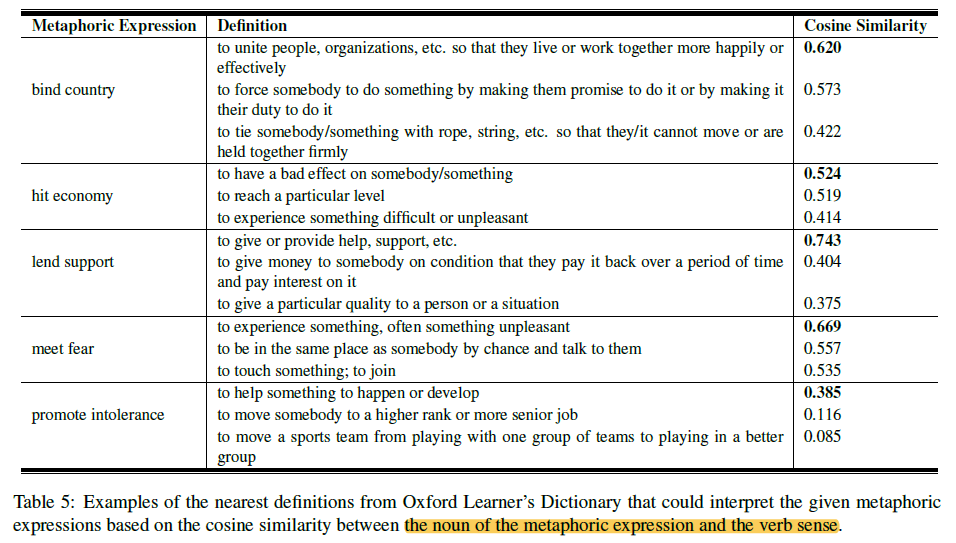 Metaphoric Expression Definition Cosine Similarity
to unite people, organizations, etc. so that they live or work together more happily or 0.620
effectively
bind country to force somebody to do something by making them promise to do it or by making it 0.573
their duty to do it
to tie somebody/something with rope, string, etc. so that they/it cannot move or are 0.422
held together firmly
to have a bad effect on somebody/something 0.524
hit economy to reach a particular level 0.519
to experience something difficult or unpleasant 0.414
to give or provide help, support, etc. 0.743
lend support to give money to somebody on condition that they pay it back over a period of time 0.404
and pay interest on it
to give a particular quality to a person or a situation 0.375
to experience something, often something unpleasant 0.669
meet fear to be in the same place as somebody by chance and talk to them 0.557
to touch something; to join 0.535
to help something to happen or develop 0.385
promote intolerance to move somebody to a higher rank or more senior job 0.116
to move a sports team from playing with one group of teams to playing in a better 0.085
group
Table 5: Examples of the nearest definitions from Oxford Learner's Dictionary that could interpret the given metaphoric
expressions based on the cosine similarity between the noun of the metaphoric expression and the verb sense.